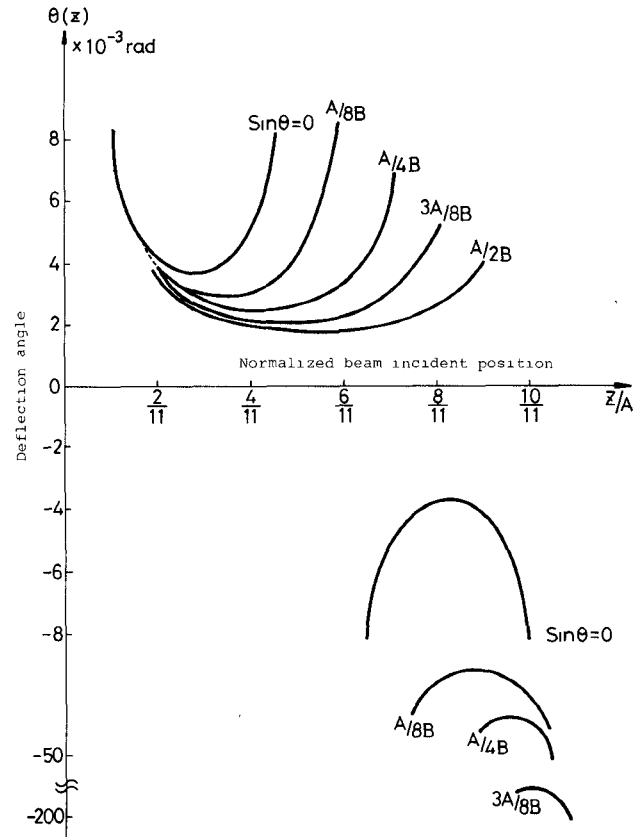 θ(z)
×10⁻³ rad
8
6
4
2
0
-2
-4
-6
-8
-50
-200
Deflection angle
Sinθ=0
A/8B
A/4B
3A/8B
A/2B
Normalized beam incident position
2/11
4/11
6/11
8/11
10/11
z/A
Sinθ=0
A/8B
A/4B
3A/8B